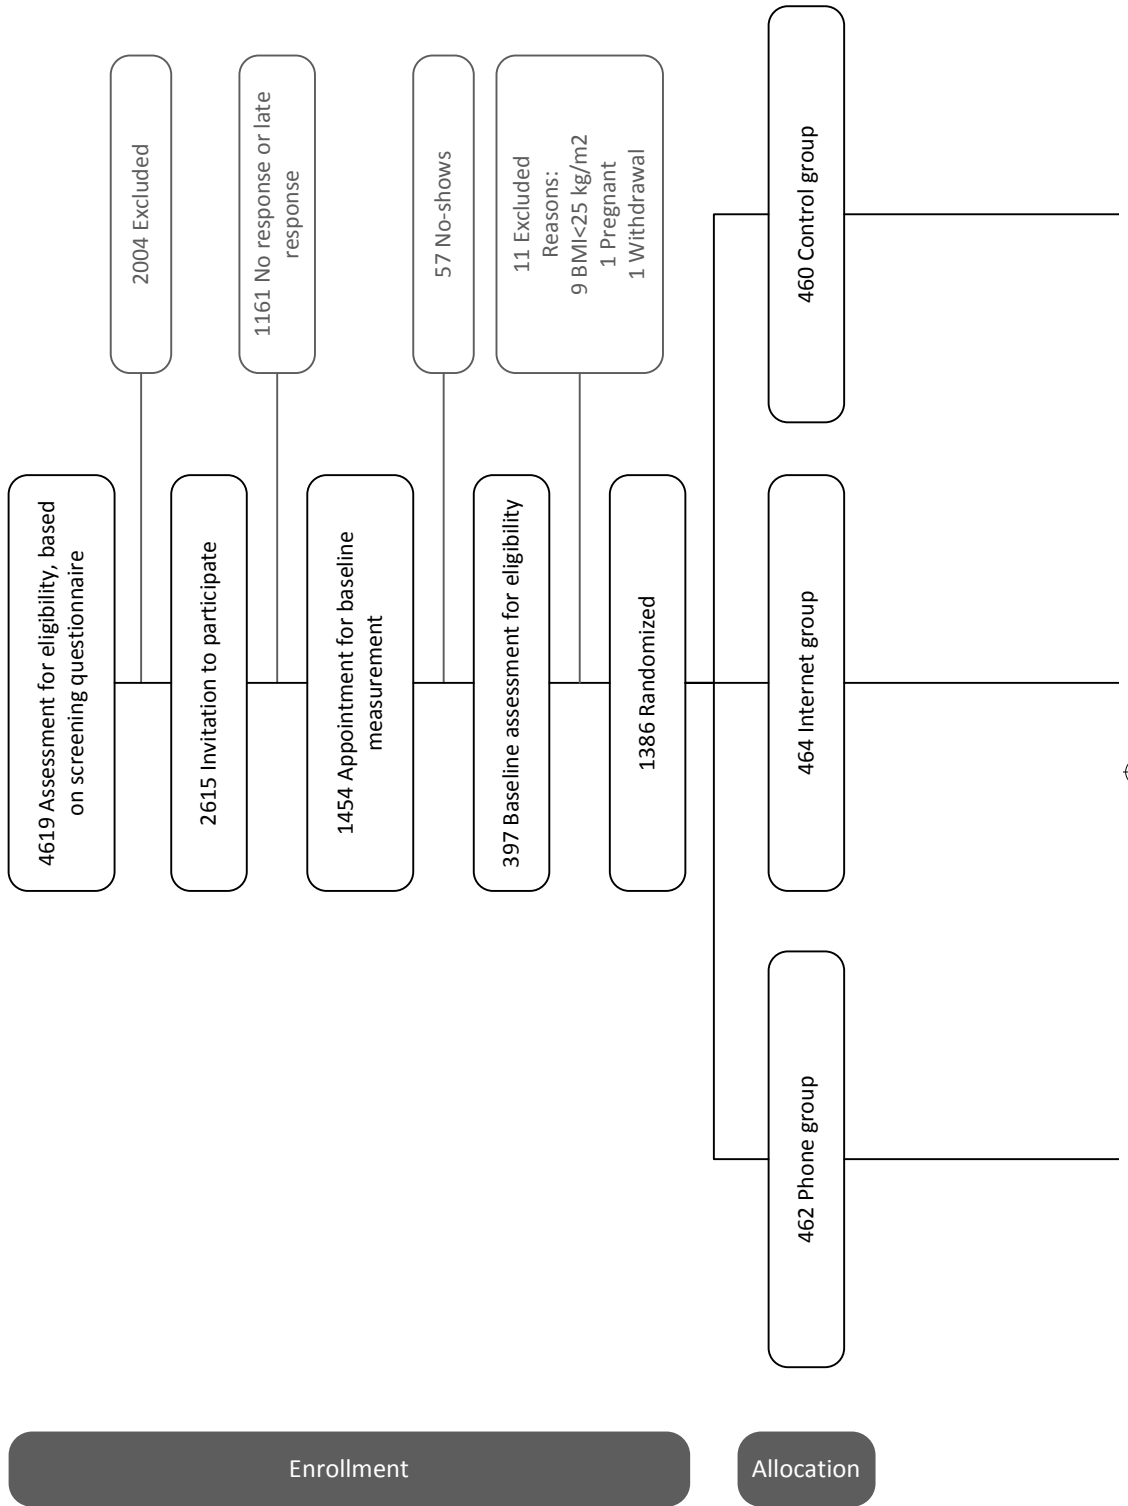 4619 Assessment for eligibility, based
on screening questionnaire
2004 Excluded
2615 Invitation to participate
1161 No response or late
response
1454 Appointment for baseline
measurement
57 No-shows
397 Baseline assessment for eligibility
11 Excluded
Reasons:
9 BMI<25 kg/m2
1 Pregnant
1 Withdrawal
1386 Randomized
462 Phone group
464 Internet group
460 Control group
Enrollment
Allocation